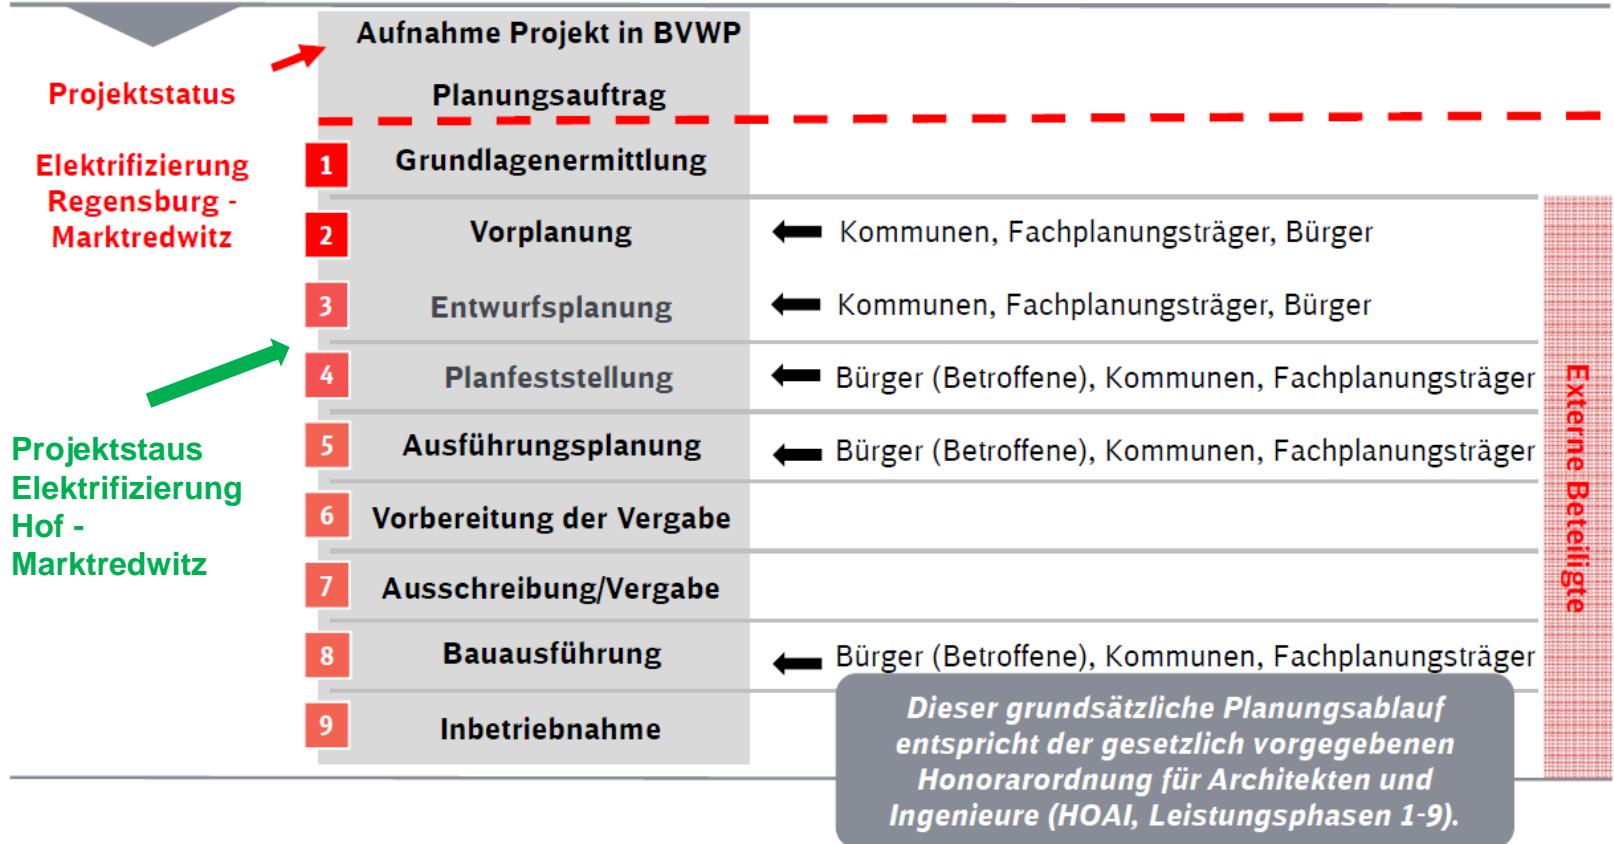 Aufnahme Projekt in BVWP
Projektstatus
Planungsauftrag
Elektrifizierung
Regensburg -
Marktredwitz
1 Grundlagenermittlung
2 Vorplanung Kommunen, Fachplanungsträger, Bürger
3 Entwurfsplanung Kommunen, Fachplanungsträger, Bürger
4 Planfeststellung Bürger (Betroffene), Kommunen, Fachplanungsträger
Projektstaus
Elektrifizierung
Hof -
Marktredwitz
5 Ausführungsplanung Bürger (Betroffene), Kommunen, Fachplanungsträger
6 Vorbereitung der Vergabe
7 Ausschreibung/Vergabe
8 Bauausführung Bürger (Betroffene), Kommunen, Fachplanungsträger
9 Inbetriebnahme
Externe Beteiligte
Dieser grundsätzliche Planungsablauf
entspricht der gesetzlich vorgegebenen
Honorarordnung für Architekten und
Ingenieure (HOAI, Leistungsphasen 1-9).